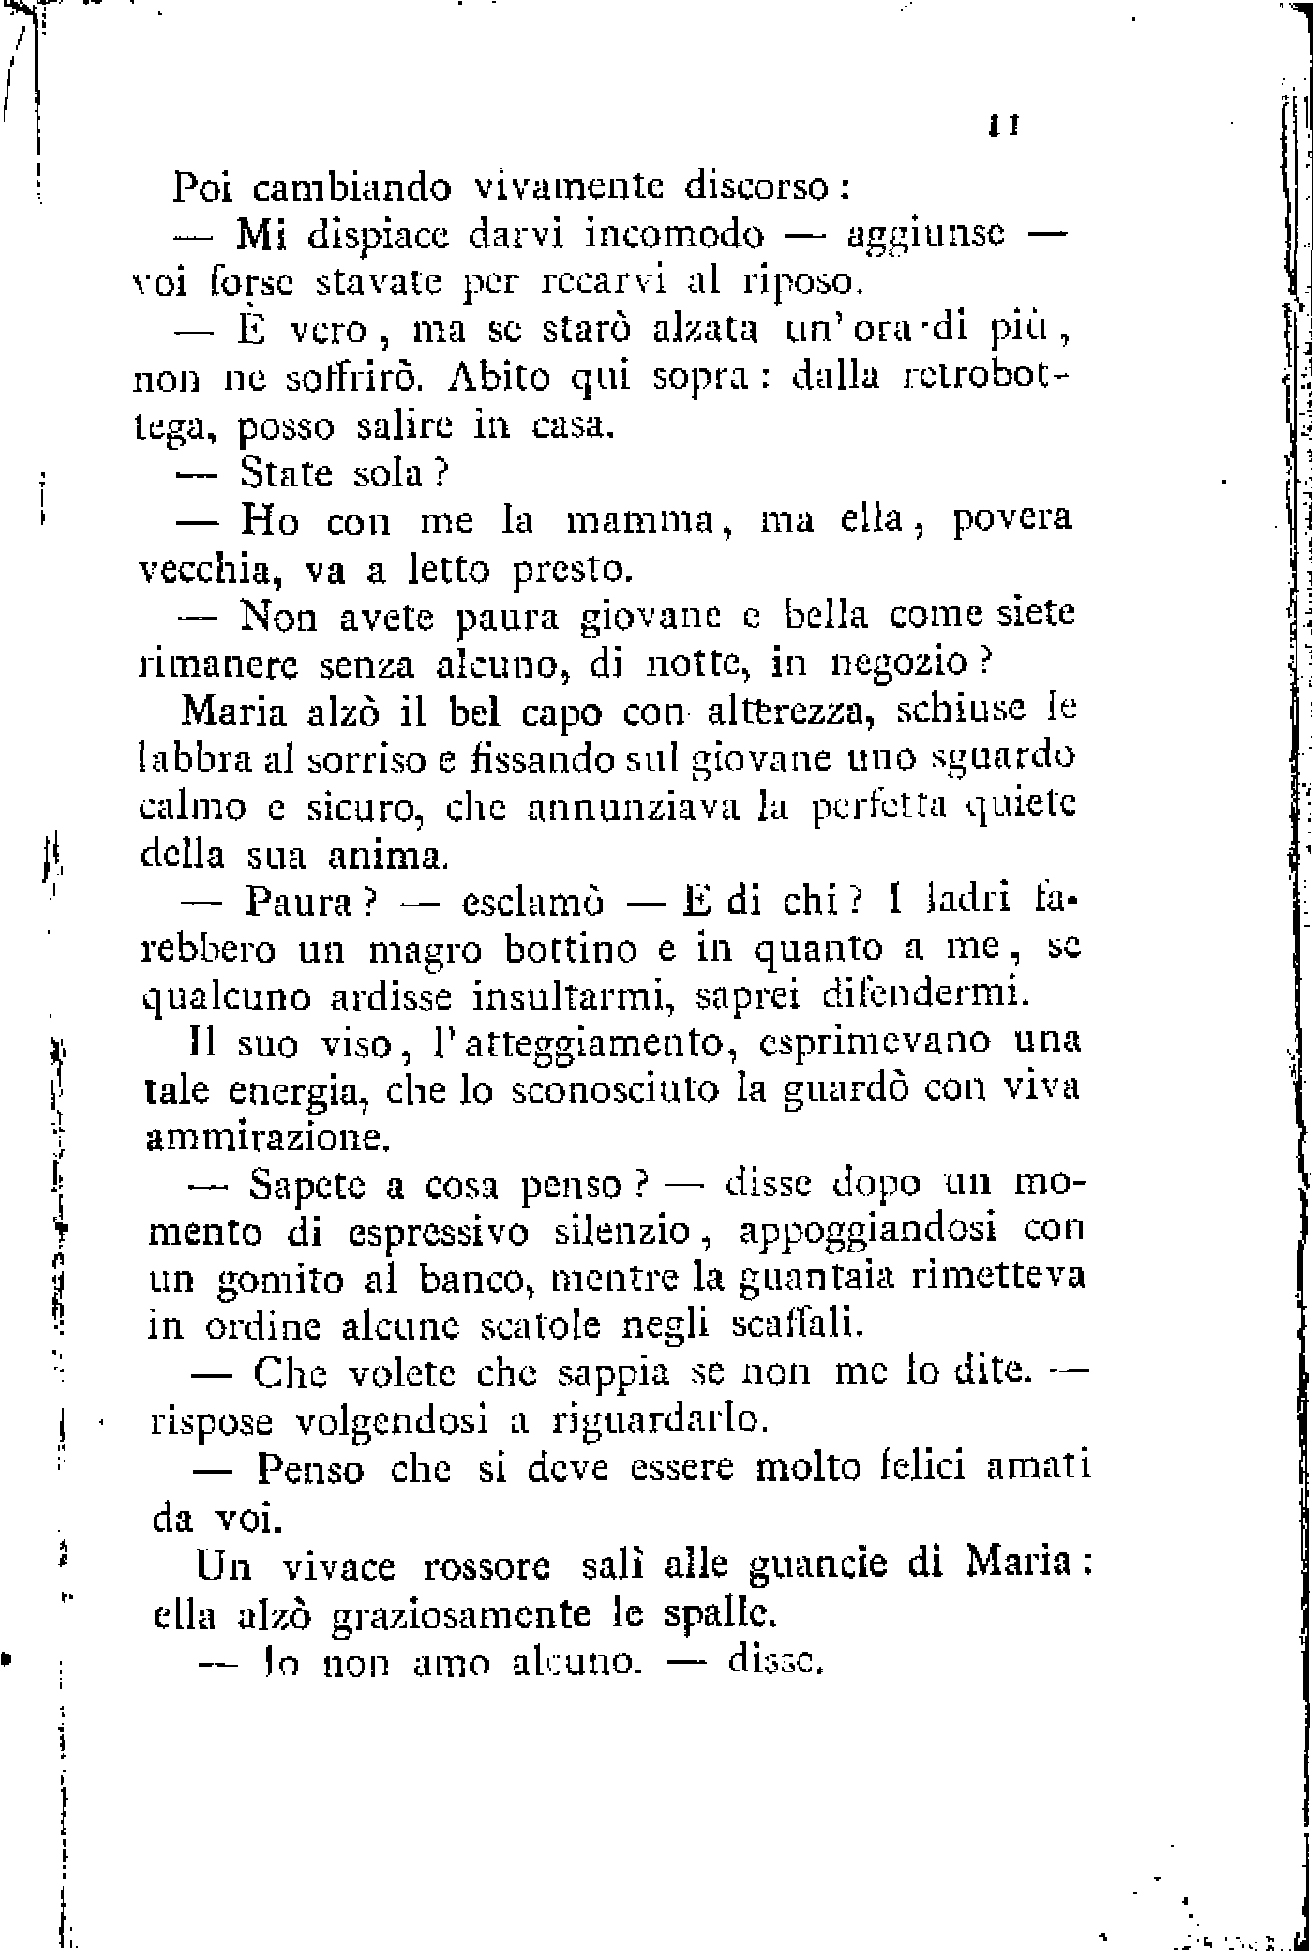 11
Poi cambiando vivamente discorso :
— Mi dispiace darvi incomodo — aggiunse —
voi forse stavate per recarvi al riposo.
— È vero, ma se starò alzata un'ora di più,
non ne soffrirò. Abito qui sopra : dalla retrobot-
tega, posso salire in casa.
— State sola ?
— Ho con me la mamma, ma ella, povera
vecchia, va a letto presto.
— Non avete paura giovane e bella come siete
rimanere senza alcuno, di notte, in negozio ?
Maria alzò il bel capo con alterezza, schiuse le
labbra al sorriso e fissando sul giovane uno sguardo
calmo e sicuro, che annunziava la perfetta quiete
della sua anima.
— Paura ? — esclamò — E di chi ? I ladri fa-
rebbero un magro bottino e in quanto a me, se
qualcuno ardisse insultarmi, saprei difendermi.
Il suo viso, l'atteggiamento, esprimevano una
tale energia, che lo sconosciuto la guardò con viva
ammirazione.
— Sapete a cosa penso ? — disse dopo un mo-
mento di espressivo silenzio, appoggiandosi con
un gomito al banco, mentre la guantaia rimetteva
in ordine alcune scatole negli scaffali.
— Che volete che sappia se non me lo dite. —
rispose volgendosi a riguardarlo.
— Penso che si deve essere molto felici amati
da voi.
Un vivace rossore salì alle guancie di Maria :
ella alzò graziosamente le spalle.
— Io non amo alcuno. — disse.